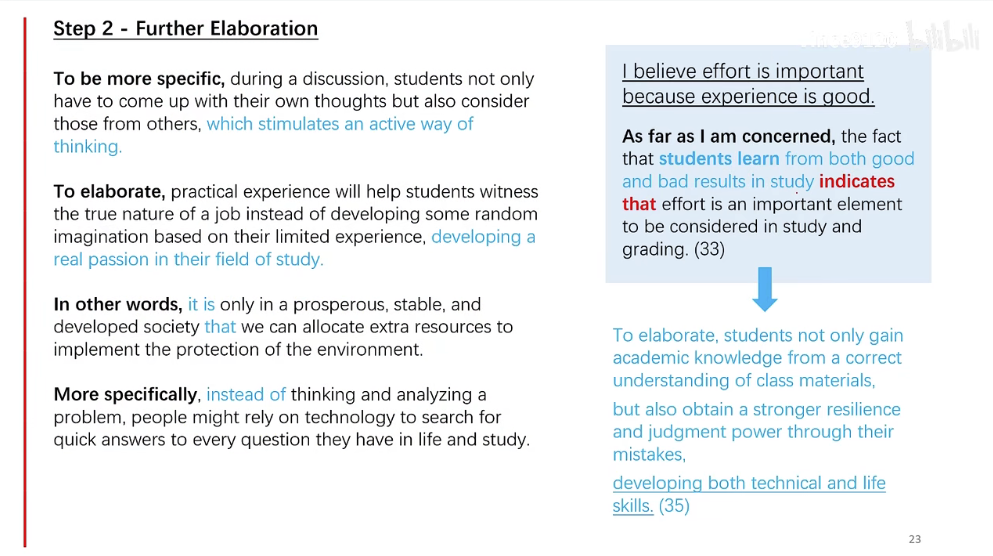 Step 2 - Further Elaboration
To be more specific, during a discussion, students not only
have to come up with their own thoughts but also consider
those from others, which stimulates an active way of
thinking.
To elaborate, practical experience will help students witness
the true nature of a job instead of developing some random
imagination based on their limited experience, developing a
real passion in their field of study.
In other words, it is only in a prosperous, stable, and
developed society that we can allocate extra resources to
implement the protection of the environment.
More specifically, instead of thinking and analyzing a
problem, people might rely on technology to search for
quick answers to every question they have in life and study.
bilibili
I believe effort is important
because experience is good.
As far as I am concerned, the fact
that students learn from both good
and bad results in study indicates
that effort is an important element
to be considered in study and
grading. (33)
To elaborate, students not only gain
academic knowledge from a correct
understanding of class materials,
but also obtain a stronger resilience
and judgment power through their
mistakes,
developing both technical and life
skills. (35)
23